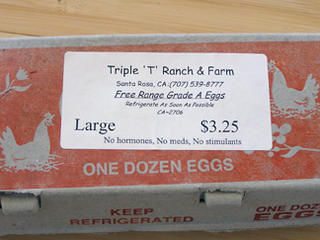 Triple 'T' Ranch & Farm
Santa Rosa, CA.:(707) 539-8777
Free Range Grade A Eggs
Refrigerate As Soon As Possible
CA-2706
Large $3.25
No hormones, No meds, No stimulants
ONE DOZEN EGGS
KEEP
REFRIGERATED
ONE DOZ
EGGS